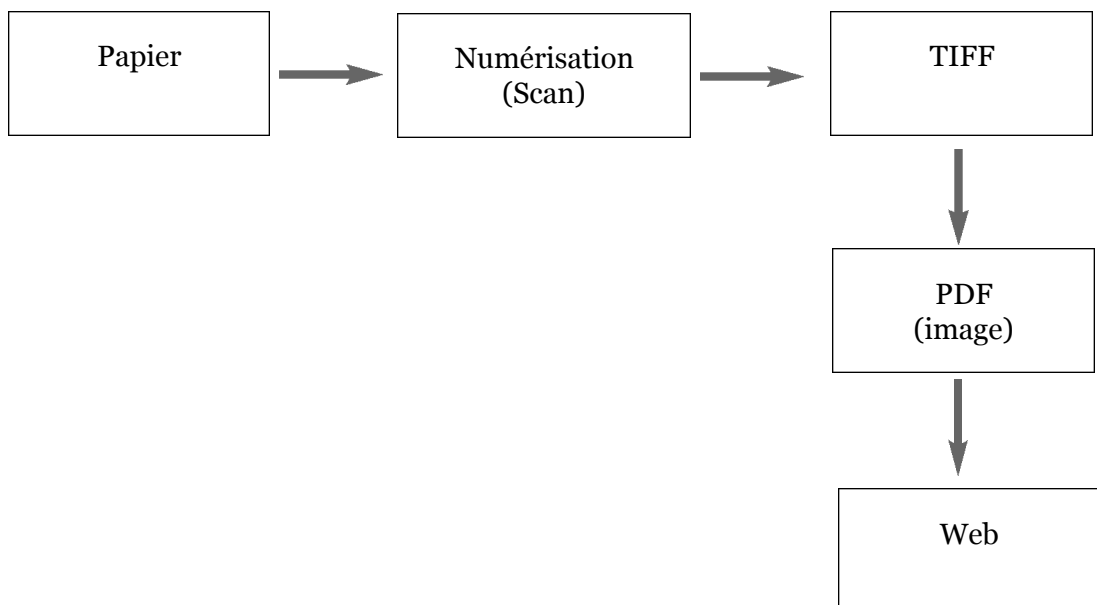 Papier
Numérisation
(Scan)
TIFF
PDF
(image)
Web